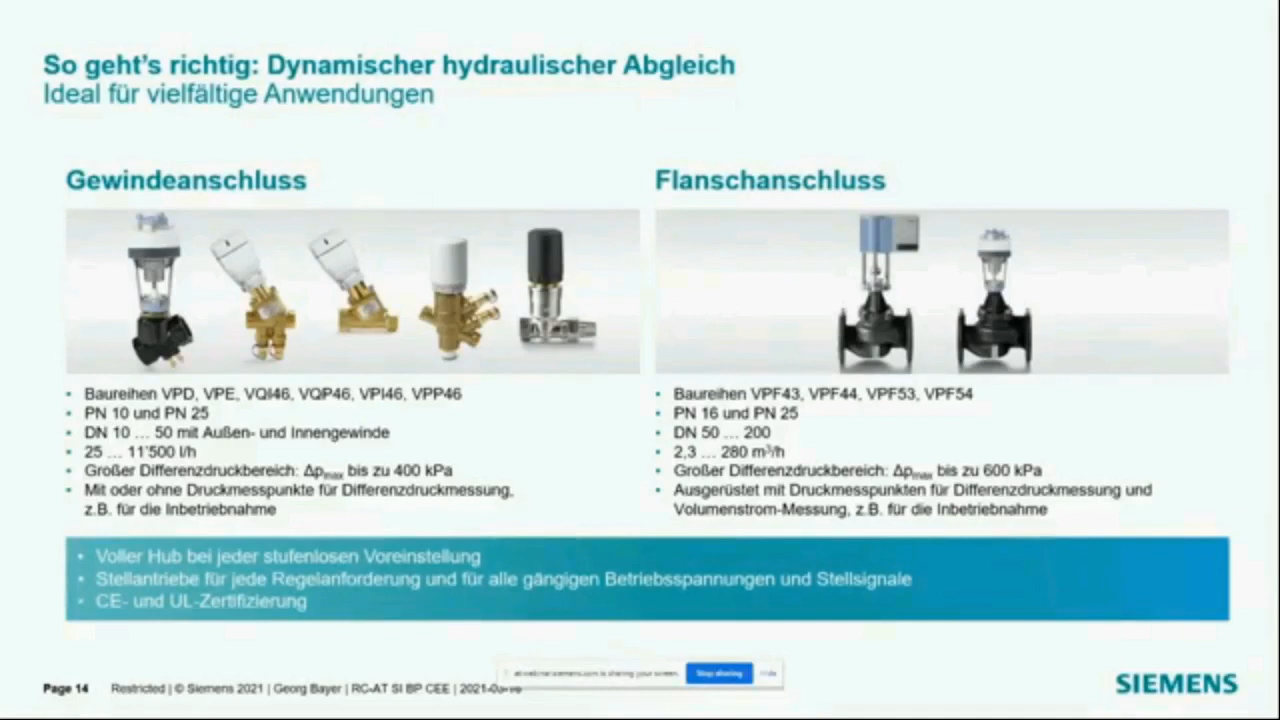 So geht's richtig: Dynamischer hydraulischer Abgleich
Ideal für vielfältige Anwendungen
Gewindeanschluss
• Baureihen VPD, VPE, VQI46, VQP46, VPI46, VPP46
• PN 10 und PN 25
• DN 10 … 50 mit Außen- und Innengewinde
• 25 … 11'500 l/h
• Großer Differenzdruckbereich: Δpmax bis zu 400 kPa
• Mit oder ohne Druckmesspunkte für Differenzdruckmessung,
z.B. für die Inbetriebnahme
Flanschanschluss
• Baureihen VPF43, VPF44, VPF53, VPF54
• PN 16 und PN 25
• DN 50 … 200
• 2,3 … 280 m³/h
• Großer Differenzdruckbereich: Δpmax bis zu 600 kPa
• Ausgerüstet mit Druckmesspunkten für Differenzdruckmessung und
Volumenstrom-Messung, z.B. für die Inbetriebnahme
• Voller Hub bei jeder stufenlosen Voreinstellung
• Stellantriebe für jede Regelanforderung und für alle gängigen Betriebsspannungen und Stellsignale
• CE- und UL-Zertifizierung
is sharing your screen.
Stop sharing
Hide
Page 14 Restricted | © Siemens 2021 | Georg Bayer | RC-AT SI BP CEE |
SIEMENS